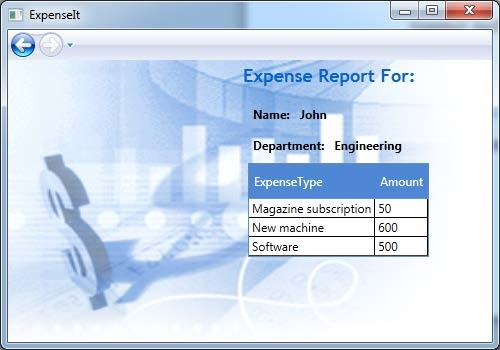 ExpenseIt
Expense Report For:
Name: John
Department: Engineering
ExpenseType Amount
Magazine subscription 50
New machine 600
Software 500